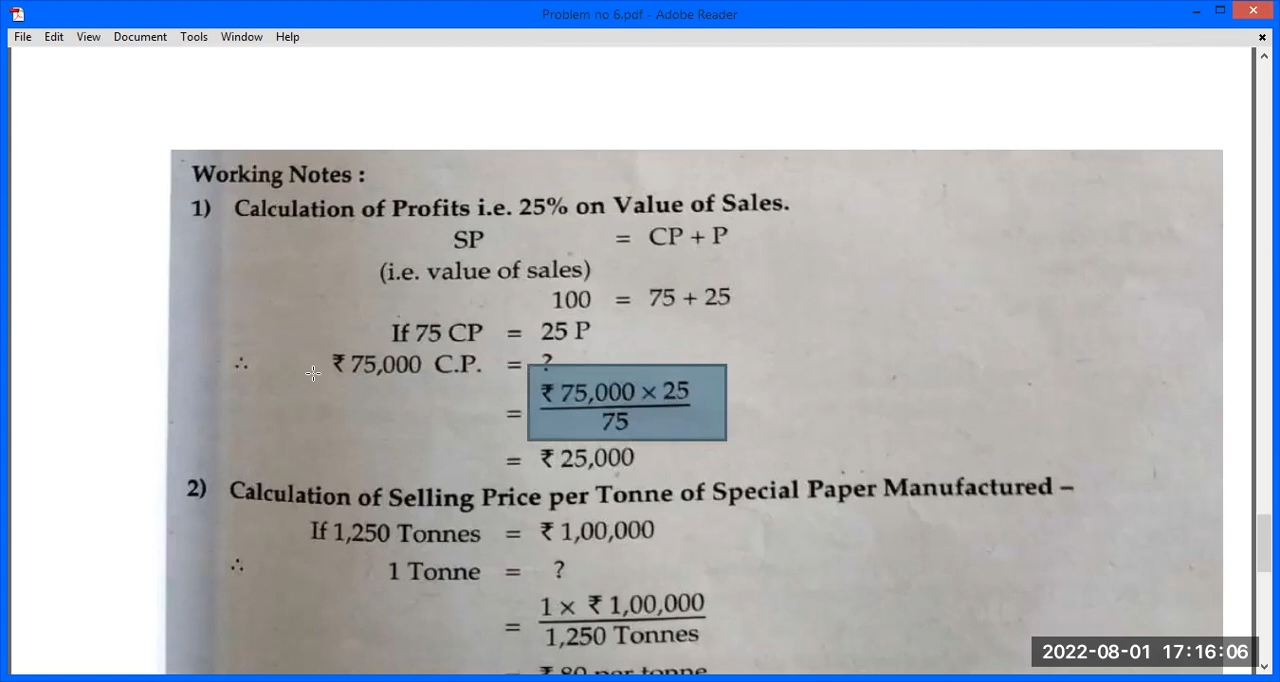 Problem no 6.pdf - Adobe Reader
File Edit View Document Tools Window Help
Working Notes :
1) Calculation of Profits i.e. 25% on Value of Sales.
SP = CP + P
(i.e. value of sales)
100 = 75 + 25
If 75 CP = 25 P
∴ ₹ 75,000 C.P. = ?
= ₹ 75,000 × 25
75
= ₹ 25,000
2) Calculation of Selling Price per Tonne of Special Paper Manufactured –
If 1,250 Tonnes = ₹ 1,00,000
∴ 1 Tonne = ?
= 1 × ₹ 1,00,000
1,250 Tonnes
= ₹ 80 per tonne
2022-08-01 17:16:06